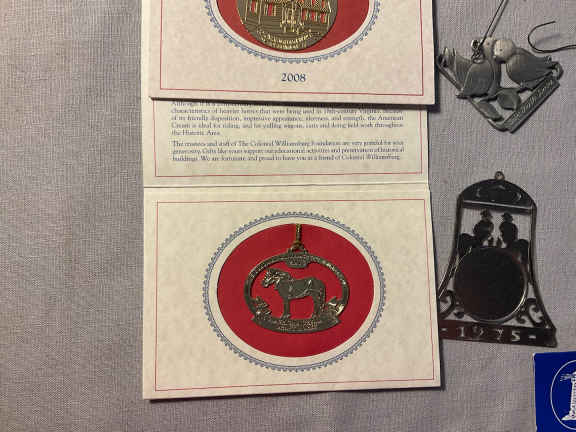 2008
characteristics of heavier horses that were being used in 18th-century Virginia. Because
of its friendly disposition, impressive appearance, alertness, and strength, the American
Cream is ideal for riding, and for pulling wagons, carts and doing field work throughout
the Historic Area.
The trustees and staff of The Colonial Williamsburg Foundation are very grateful for your
generosity. Gifts like yours support our educational activities and preservation of historical
buildings. We are fortunate and proud to have you as a friend of Colonial Williamsburg.
1975